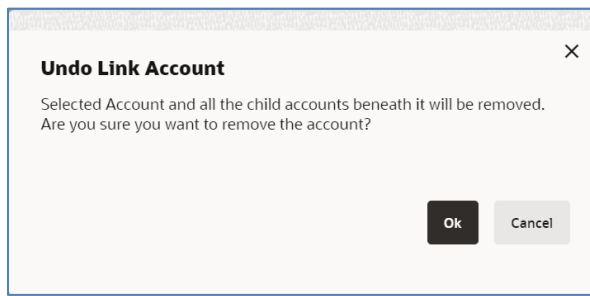 Undo Link Account
Selected Account and all the child accounts beneath it will be removed.
Are you sure you want to remove the account?
Ok
Cancel